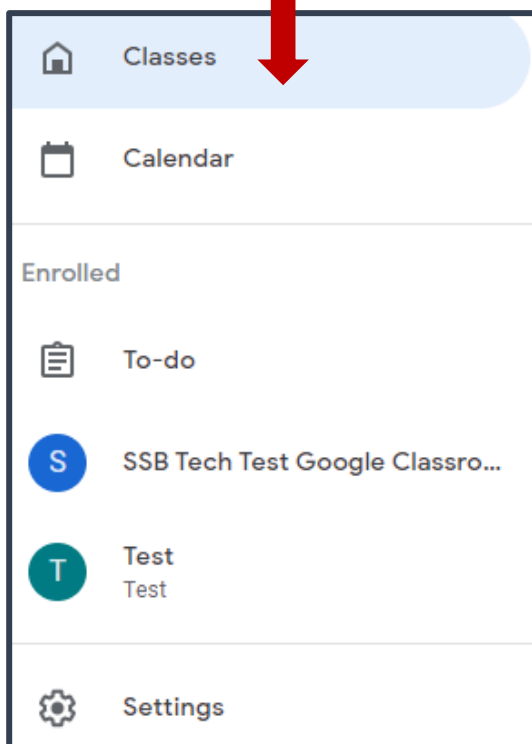 Classes
Calendar
Enrolled
To-do
S
SSB Tech Test Google Classro...
T
Test
Test
Settings